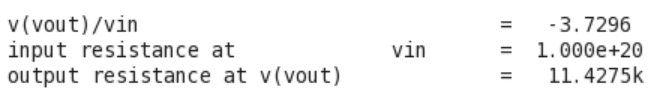 v(vout)/vin = -3.7296
input resistance at vin = 1.000e+20
output resistance at v(vout) = 11.4275k